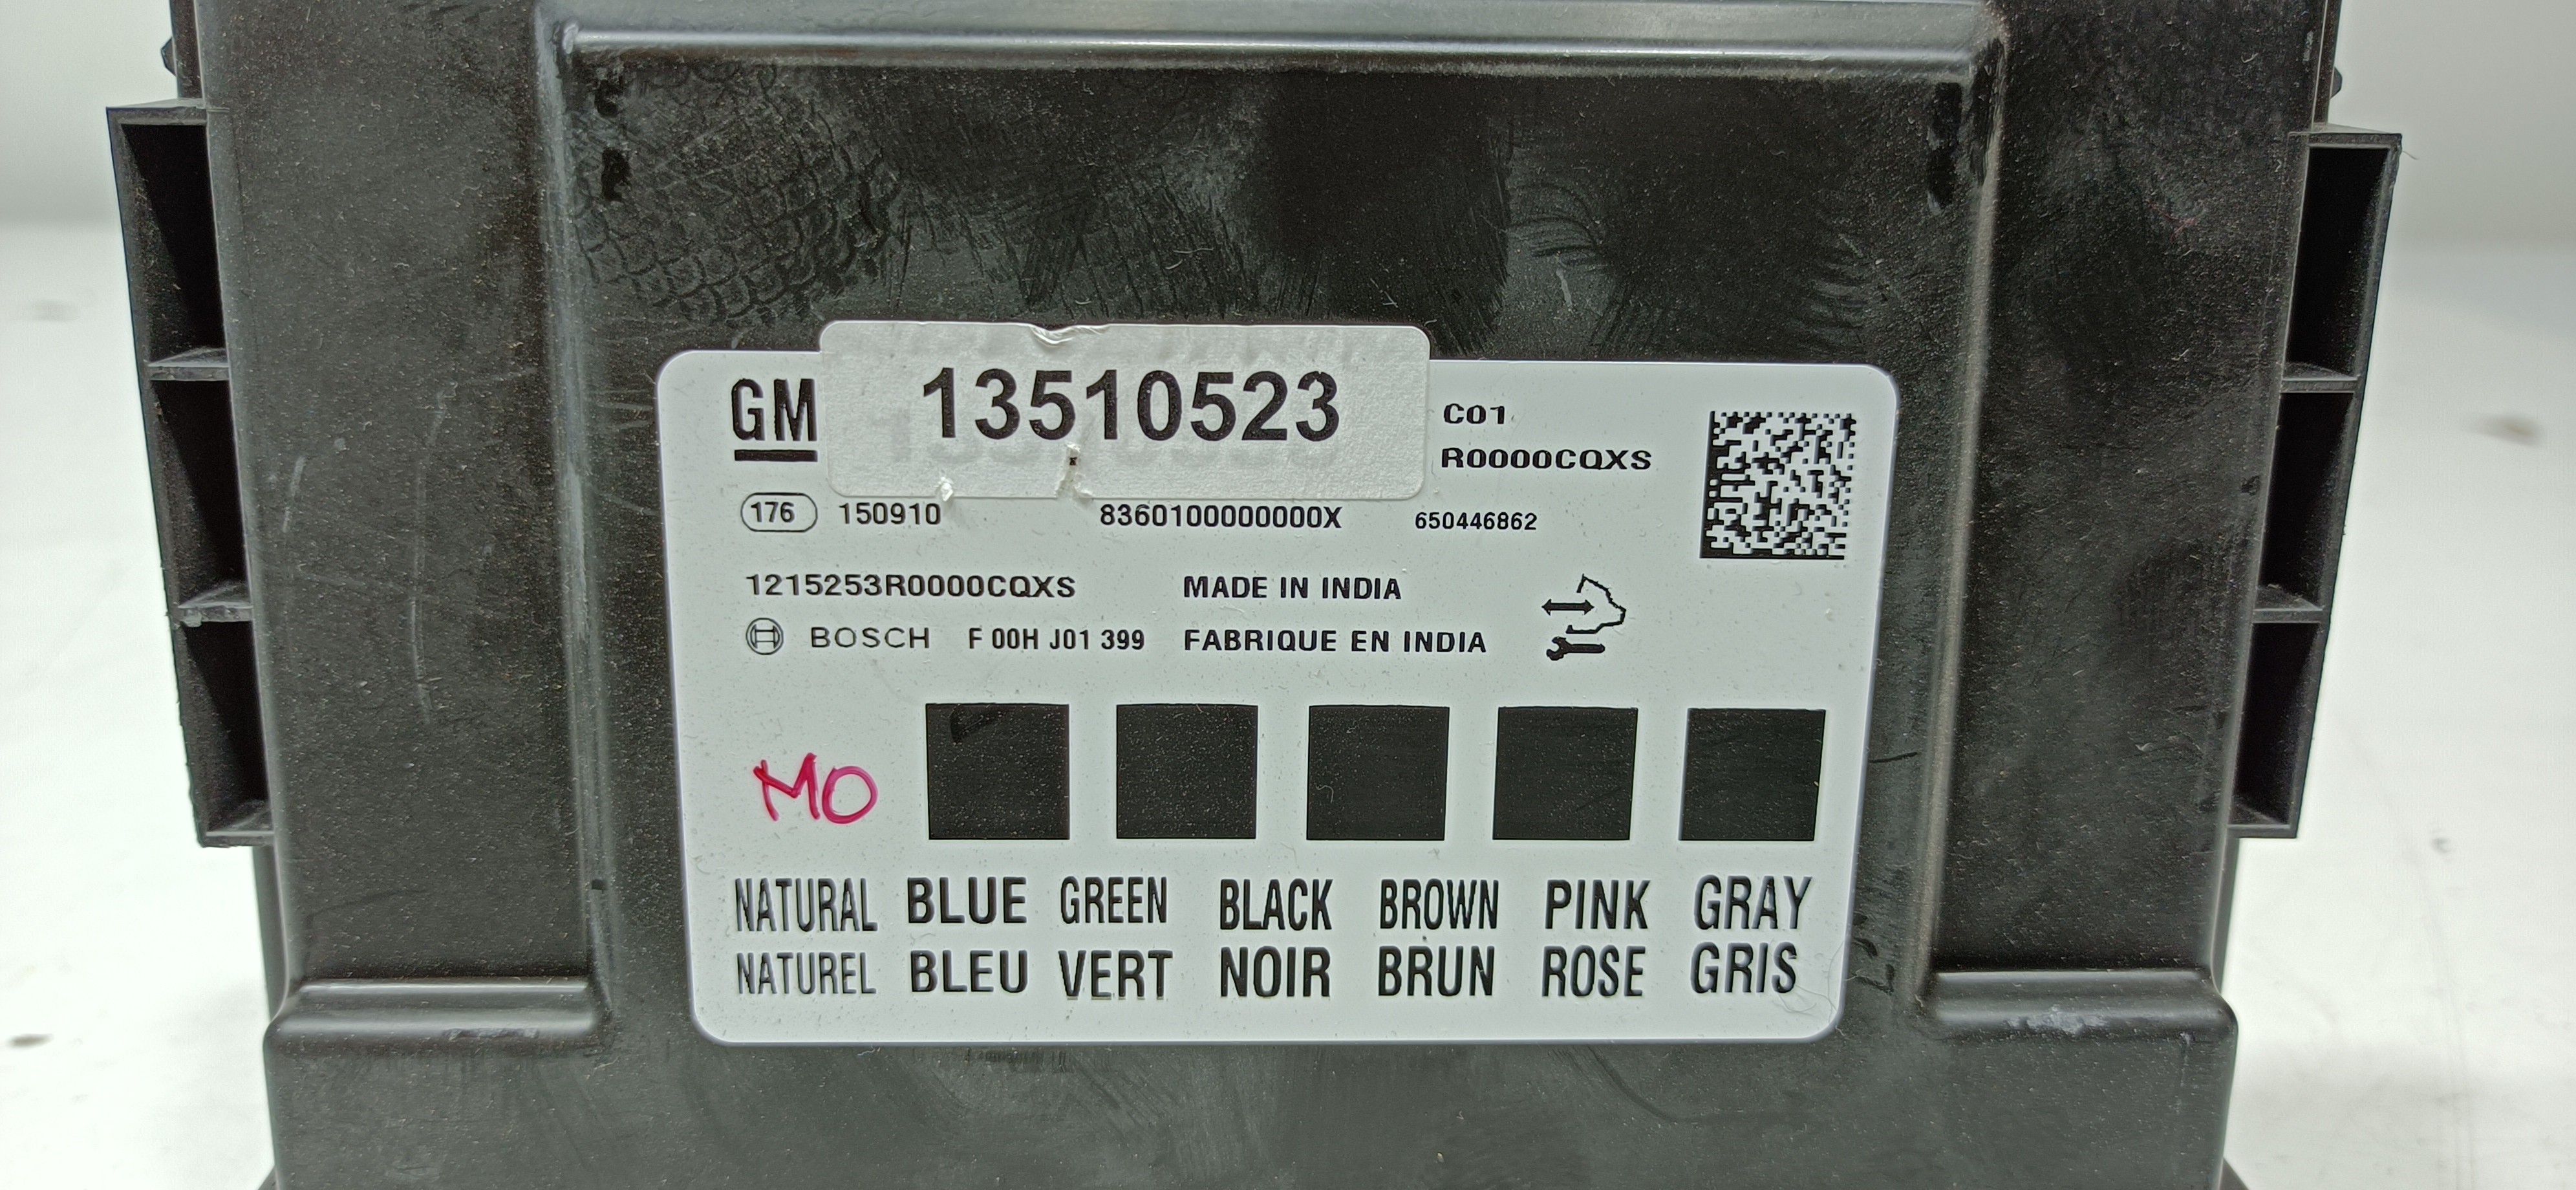 GM 13510523 C01
R0000CQXS
176 150910 8360100000000X 650446862
1215253R0000CQXS MADE IN INDIA
BOSCH F 00H J01 399 FABRIQUE EN INDIA
MO
NATURAL BLUE GREEN BLACK BROWN PINK GRAY
NATUREL BLEU VERT NOIR BRUN ROSE GRIS